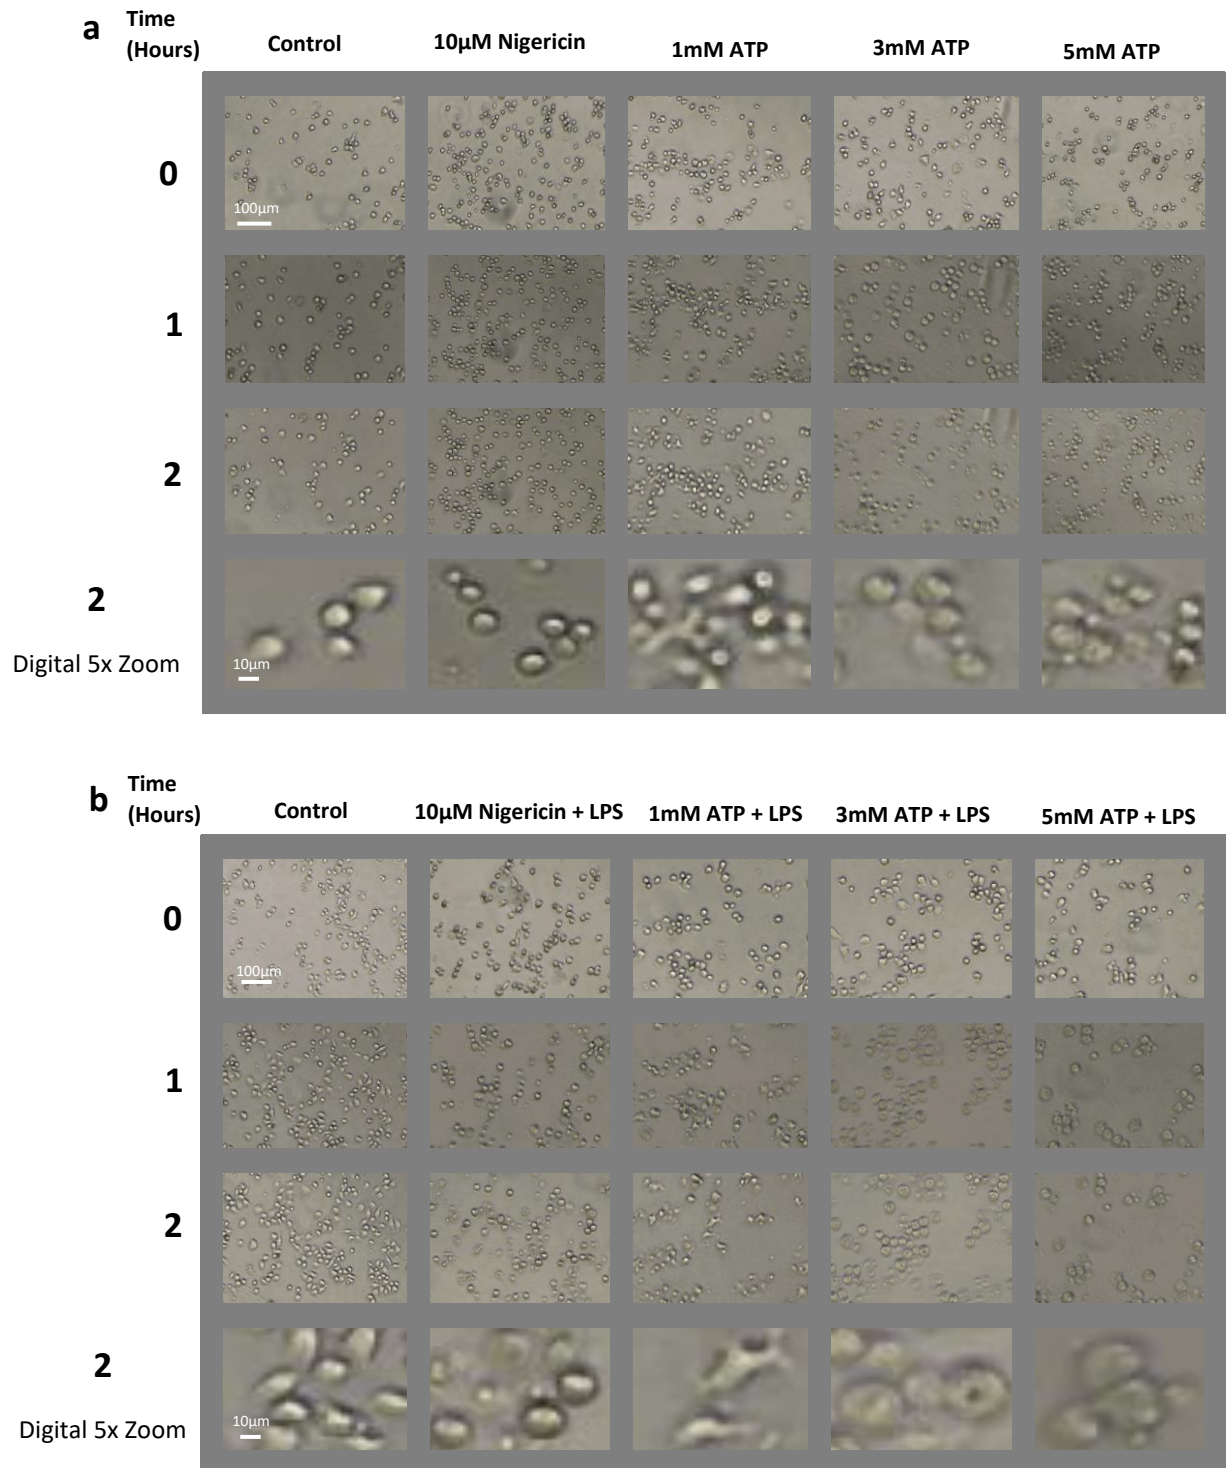 a
Time
(Hours)
Control
10µM Nigericin
1mM ATP
3mM ATP
5mM ATP
0
100µm
1
2
2
Digital 5x Zoom
10µm
b
Time
(Hours)
Control
10µM Nigericin + LPS
1mM ATP + LPS
3mM ATP + LPS
5mM ATP + LPS
0
100µm
1
2
2
Digital 5x Zoom
10µm